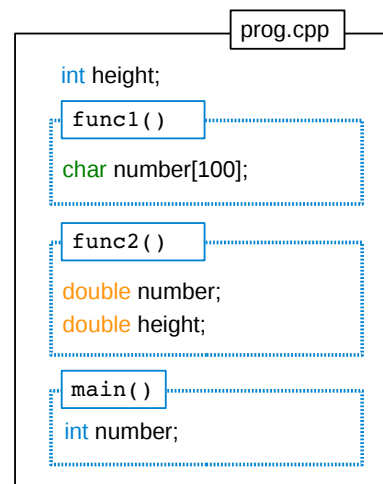 prog.cpp
int height;
func1()
char number[100];
func2()
double number;
double height;
main()
int number;